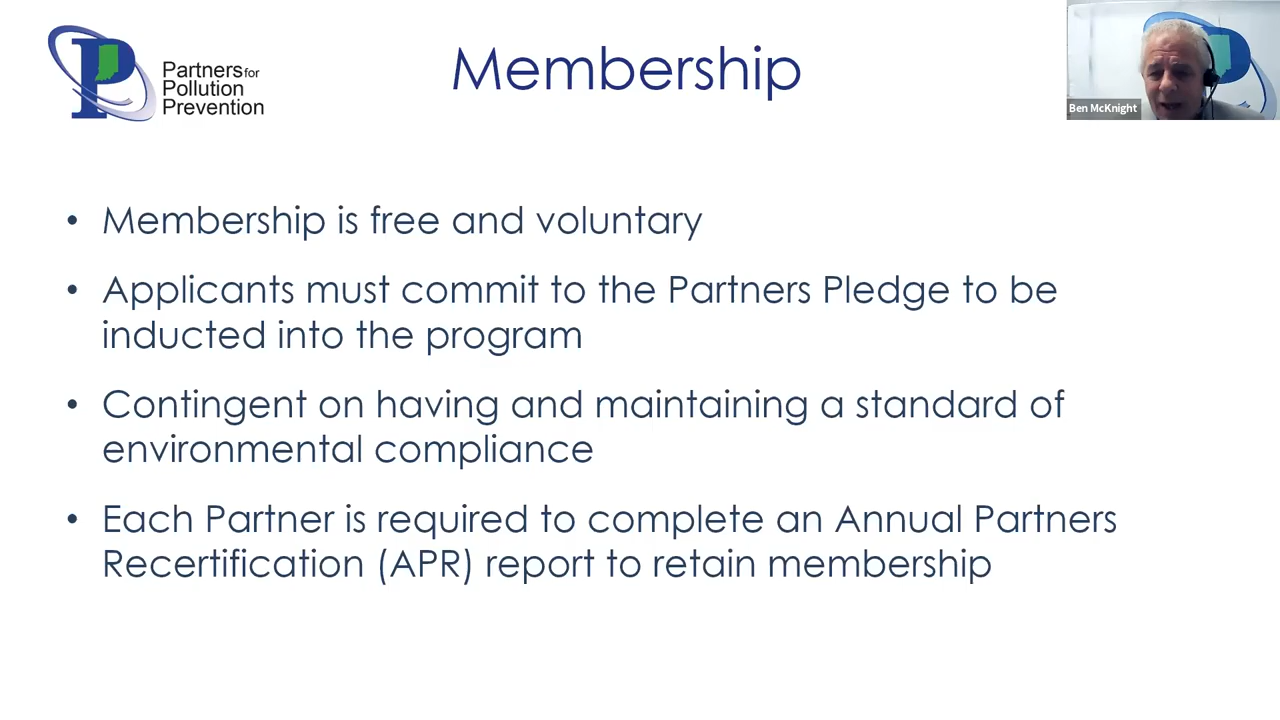 Partners for
Pollution
Prevention
Membership
Ben McKnight
• Membership is free and voluntary
• Applicants must commit to the Partners Pledge to be
inducted into the program
• Contingent on having and maintaining a standard of
environmental compliance
• Each Partner is required to complete an Annual Partners
Recertification (APR) report to retain membership